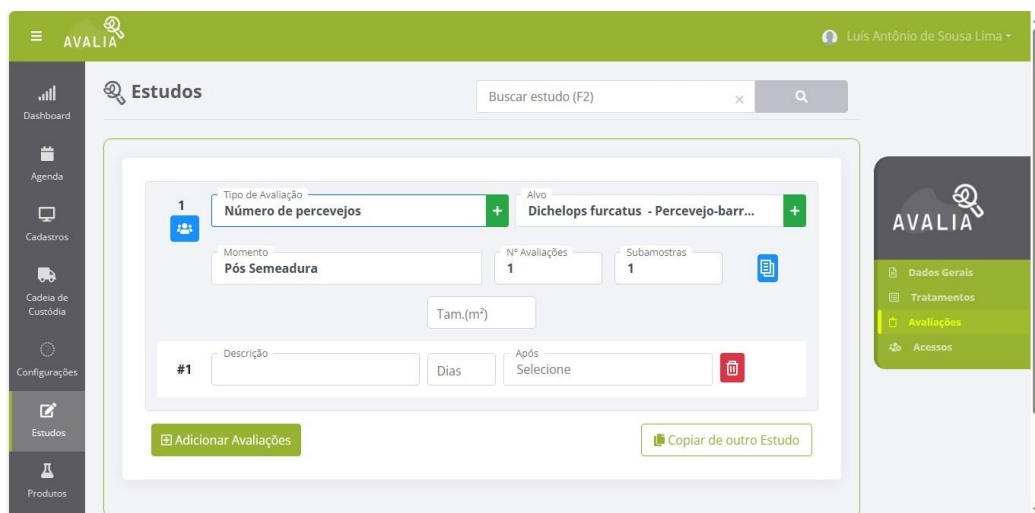 AVALIA
Luís Antônio de Sousa Lima
Dashboard
Agenda
Cadastros
Cadeia de
Custódia
Configurações
Estudos
Produtos
Estudos
Buscar estudo (F2)
1
Tipo de Avaliação
Número de percevejos
Alvo
Dichelops furcatus - Percevejo-barr...
Momento
Pós Semeadura
Nº Avaliações
1
Subamostras
1
Tam.(m²)
#1
Descrição
Dias
Após
Selecione
Adicionar Avaliações
Copiar de outro Estudo
AVALIA
Dados Gerais
Tratamentos
Avaliações
Acessos